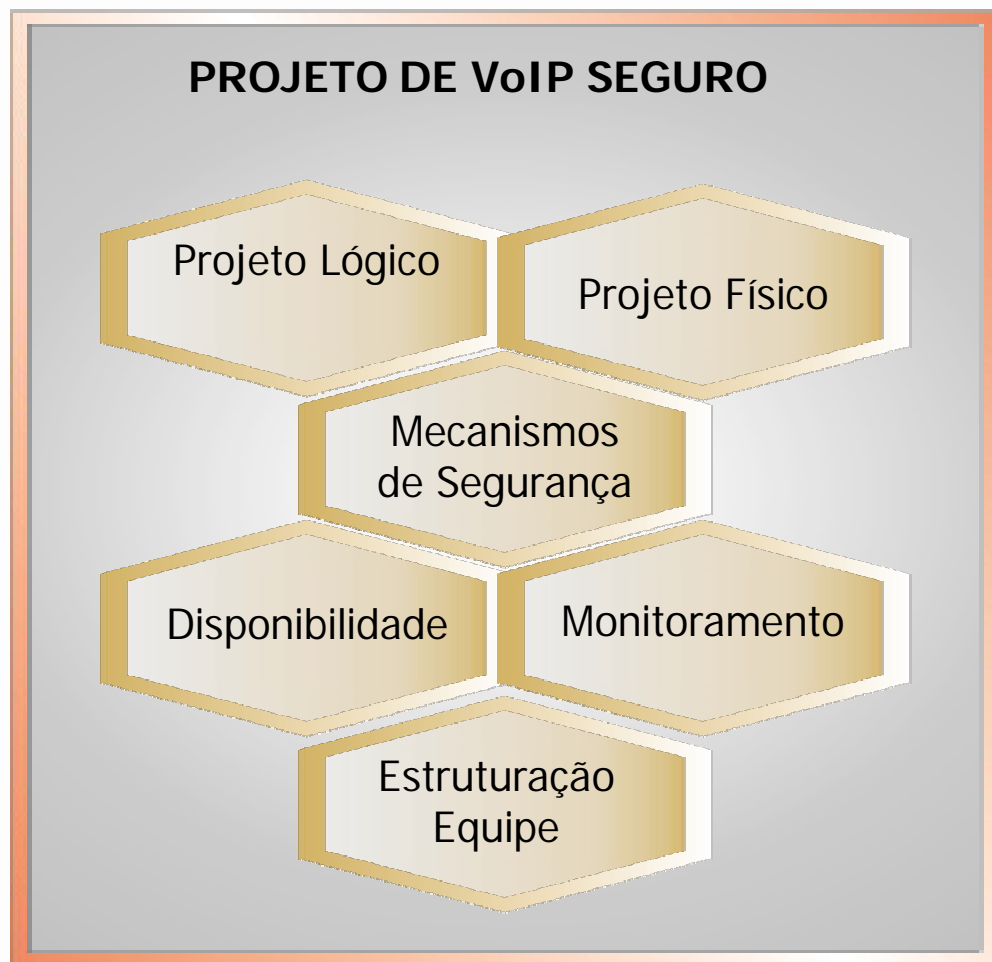 PROJETO DE VoIP SEGURO
Projeto Lógico
Projeto Físico
Mecanismos
de Segurança
Disponibilidade
Monitoramento
Estruturação
Equipe